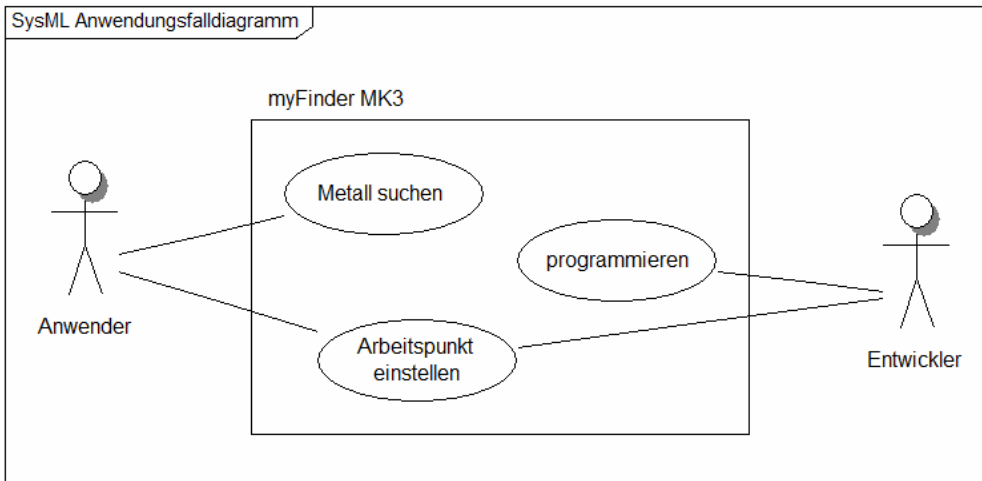 SysML Anwendungsfalldiagramm
myFinder MK3
Metall suchen
programmieren
Anwender
Arbeitspunkt
einstellen
Entwickler